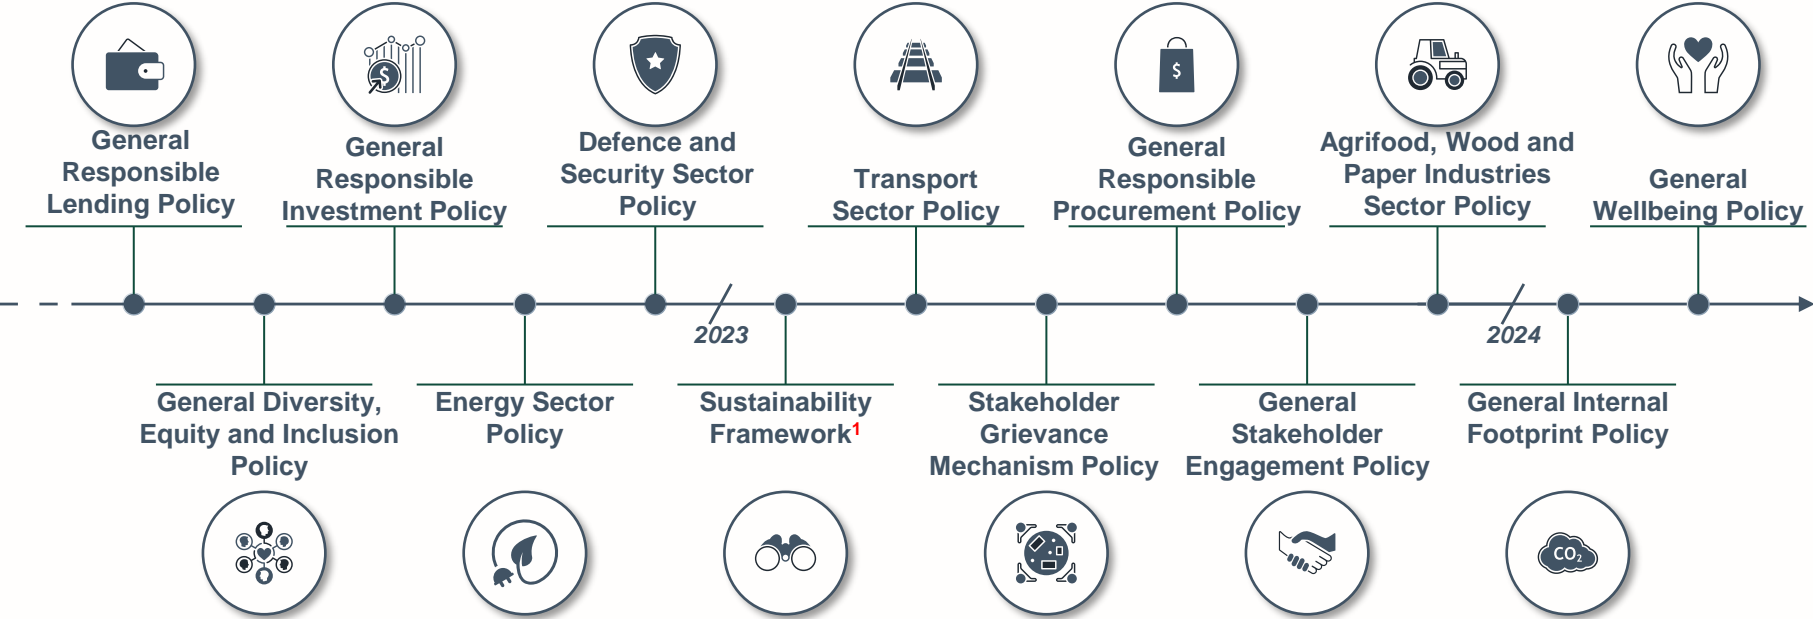 General
Responsible
Lending Policy
General
Responsible
Investment Policy
Defence and
Security Sector
Policy
Transport
Sector Policy
General
Responsible
Procurement Policy
Agrifood, Wood and
Paper Industries
Sector Policy
General
Wellbeing Policy
2023
2024
General Diversity,
Equity and Inclusion
Policy
Energy Sector
Policy
Sustainability
Framework¹
Stakeholder
Grievance
Mechanism Policy
General
Stakeholder
Engagement Policy
General Internal
Footprint Policy
$
$
CO₂